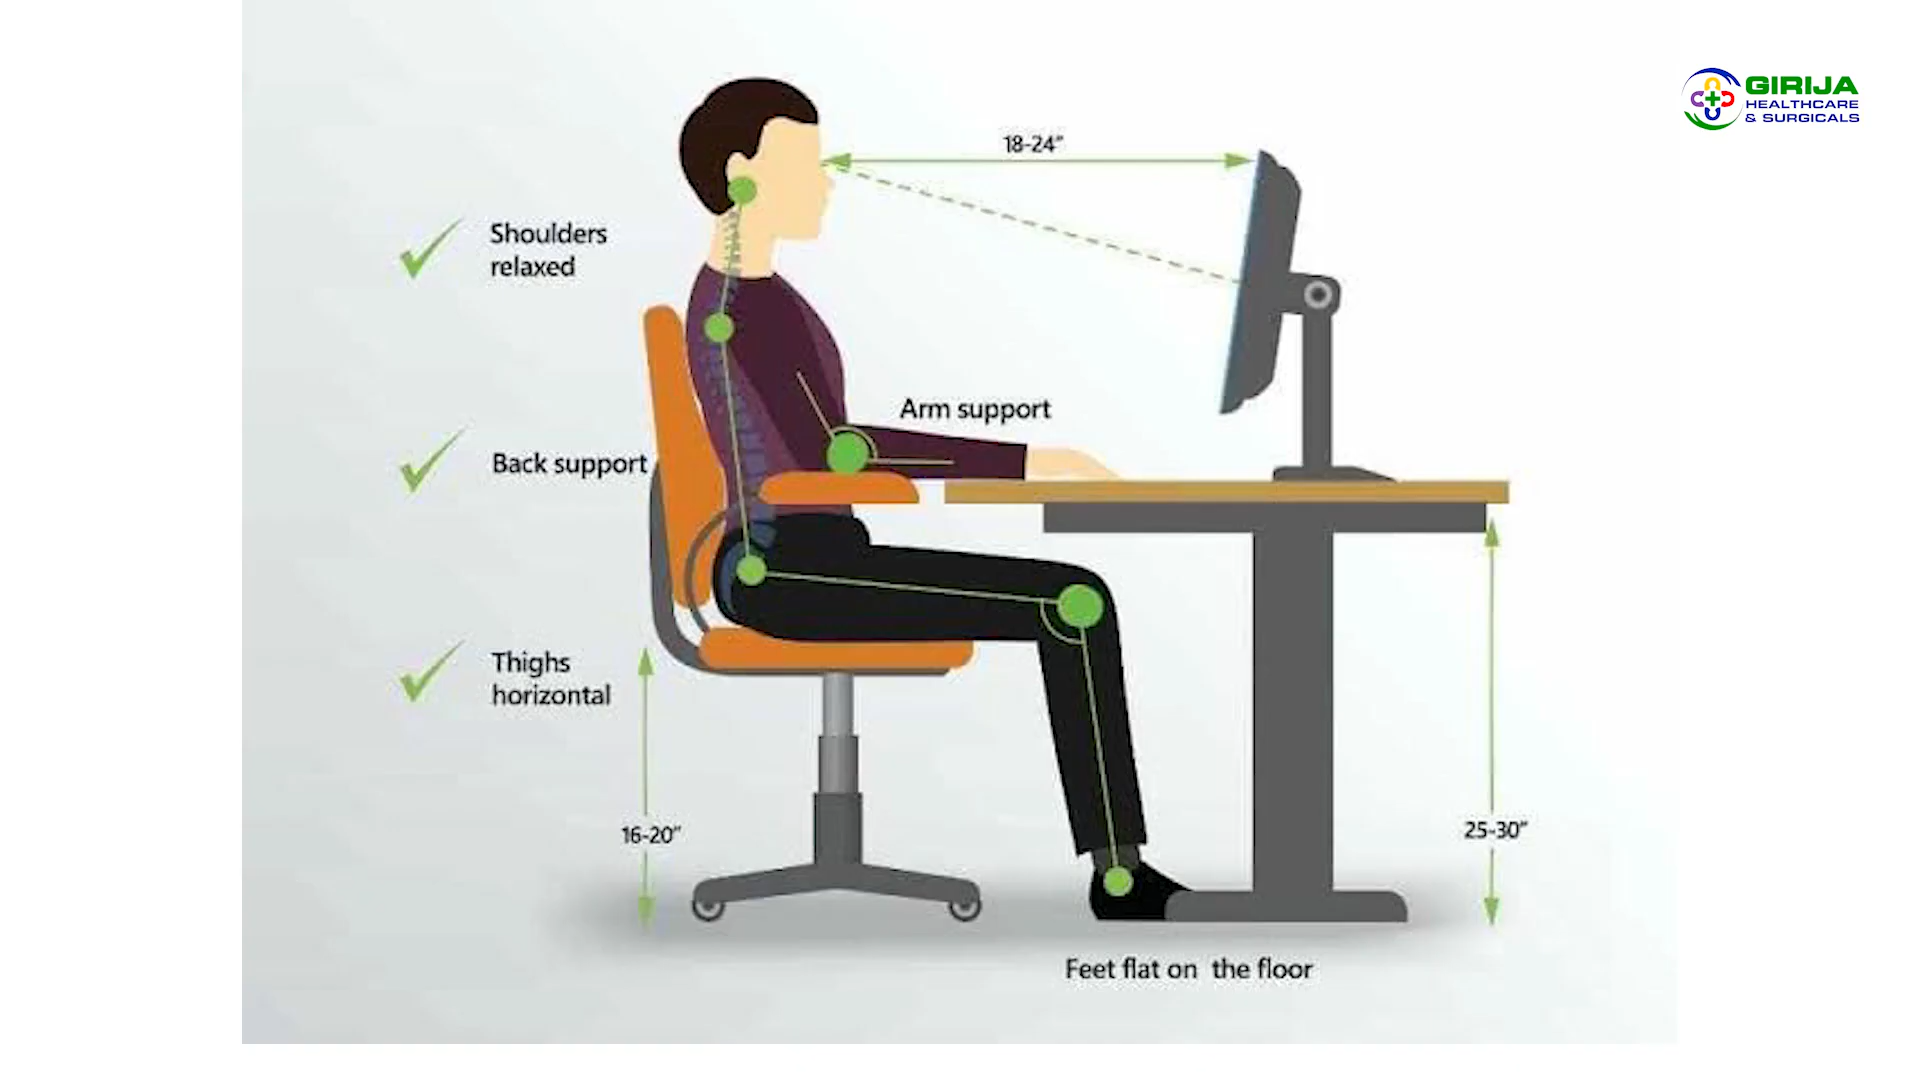 GIRIJA
HEALTHCARE
& SURGICALS
18-24”
Shoulders
relaxed
Arm support
Back support
Thighs
horizontal
16-20”
25-30”
Feet flat on the floor